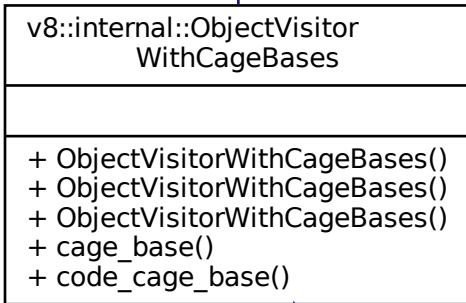 v8::internal::ObjectVisitor
WithCageBases
+ ObjectVisitorWithCageBases()
+ ObjectVisitorWithCageBases()
+ ObjectVisitorWithCageBases()
+ cage_base()
+ code_cage_base()